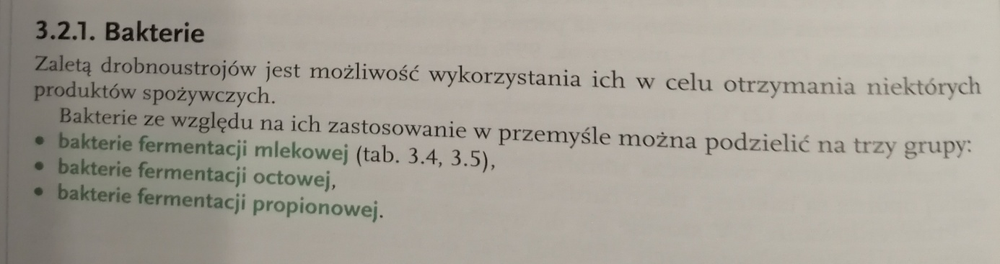 3.2.1. Bakterie
Zaletą drobnoustrojów jest możliwość wykorzystania ich w celu otrzymania niektórych
produktów spożywczych.
Bakterie ze względu na ich zastosowanie w przemyśle można podzielić na trzy grupy:
• bakterie fermentacji mlekowej (tab. 3.4, 3.5),
• bakterie fermentacji octowej,
• bakterie fermentacji propionowej.